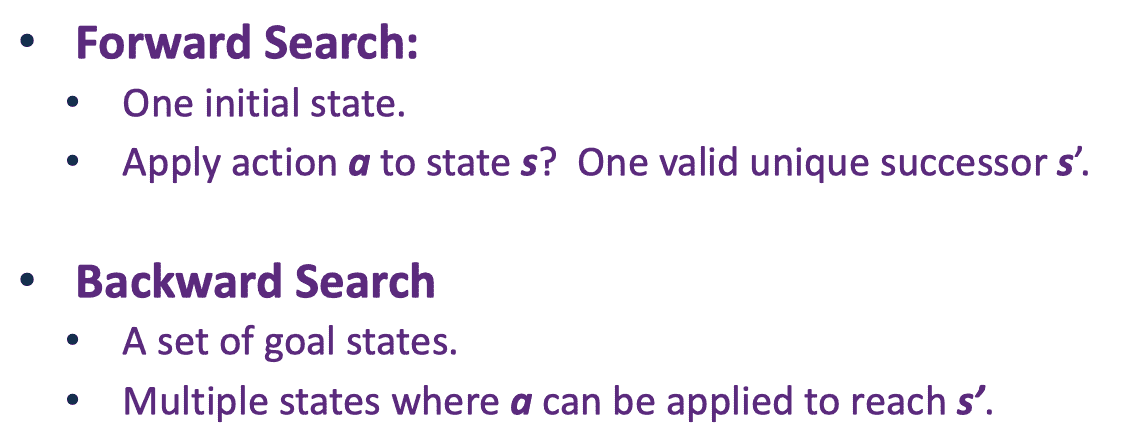 • Forward Search:
• One initial state.
• Apply action a to state s? One valid unique successor s’.
• Backward Search
• A set of goal states.
• Multiple states where a can be applied to reach s’.